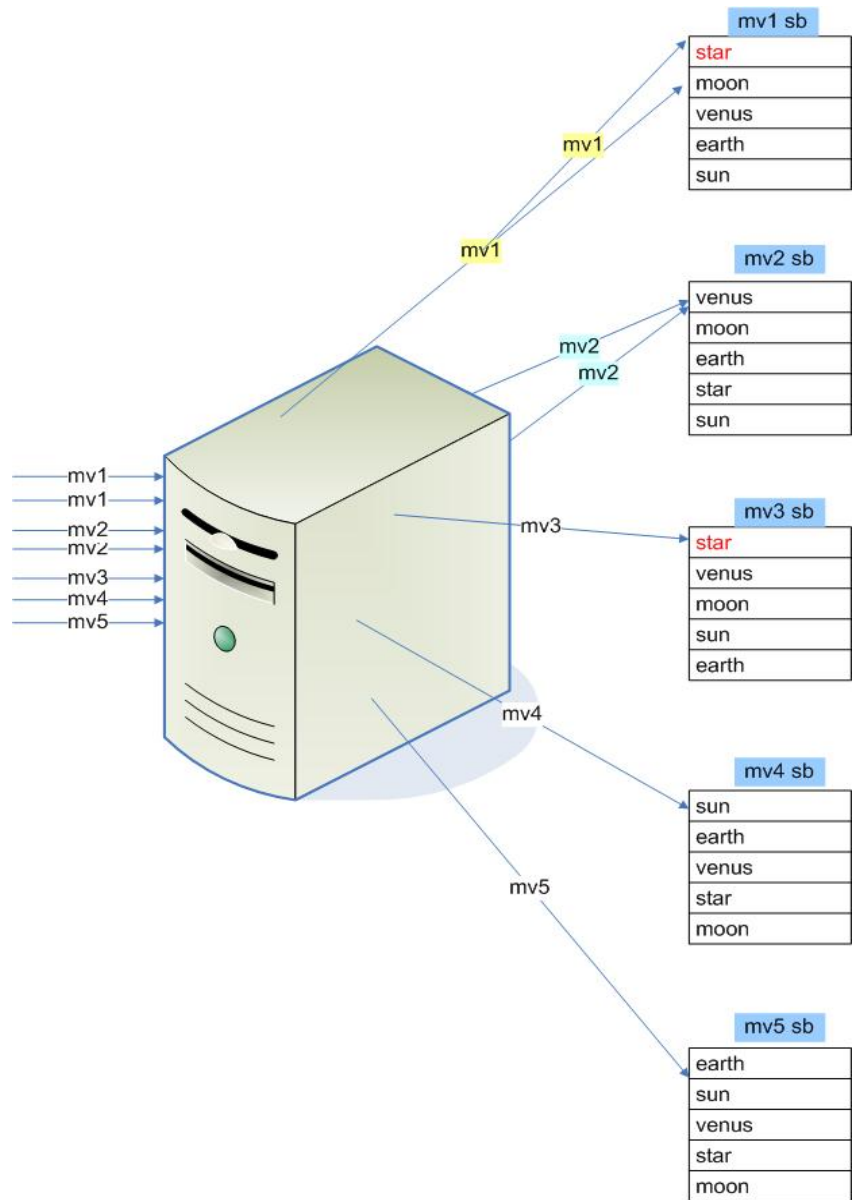 mv1 sb
star
moon
venus
earth
sun
mv1
mv1
mv2 sb
venus
moon
earth
star
sun
mv2
mv2
mv1
mv1
mv2
mv2
mv3
mv4
mv5
mv3
mv3 sb
star
venus
moon
sun
earth
mv4
mv4 sb
sun
earth
venus
star
moon
mv5
mv5 sb
earth
sun
venus
star
moon